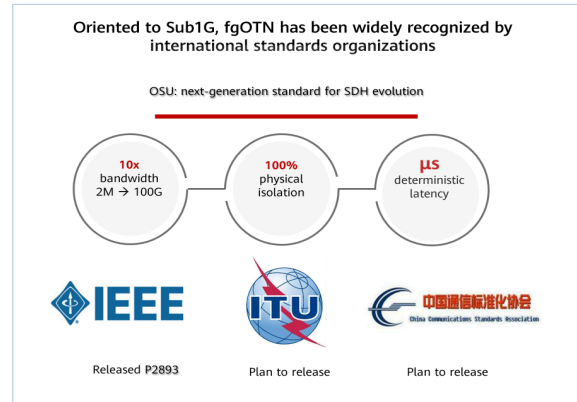 Oriented to Sub1G, fgOTN has been widely recognized by
international standards organizations
OSU: next-generation standard for SDH evolution
10x
bandwidth
2M → 100G
100%
physical
isolation
μs
deterministic
latency
IEEE
ITU
中国通信标准化协会
China Communications Standards Association
Released P2893
Plan to release
Plan to release